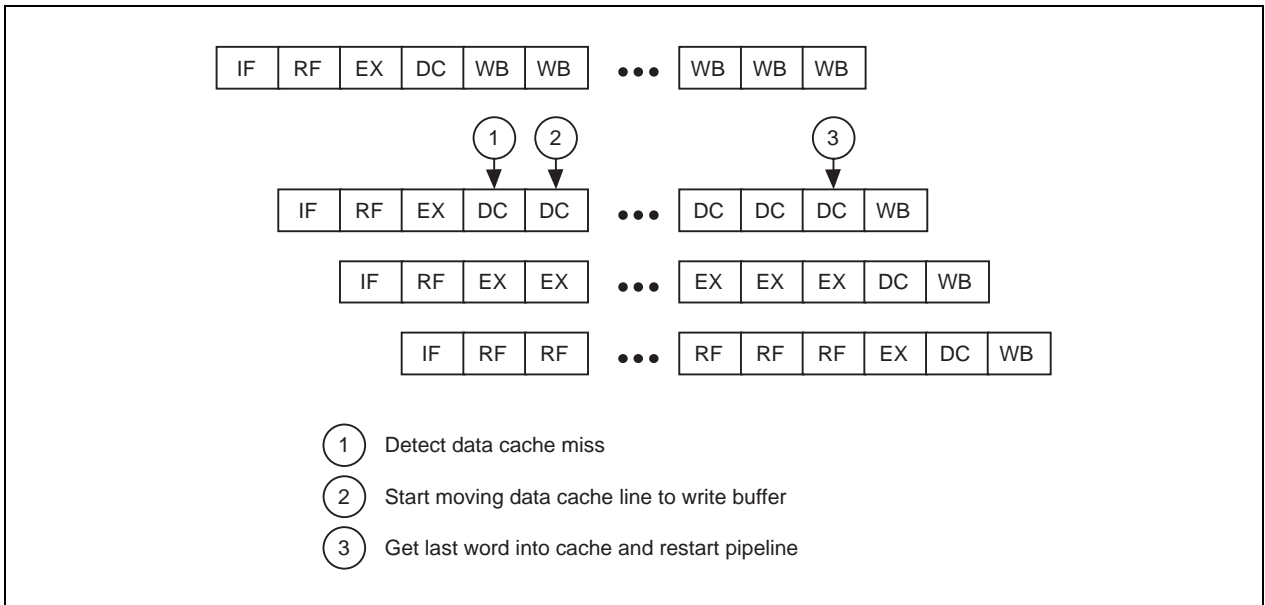 IF RF EX DC WB WB ••• WB WB WB
1 2 3
IF RF EX DC DC ••• DC DC DC WB
IF RF EX EX ••• EX EX EX DC WB
IF RF RF ••• RF RF RF EX DC WB
1 Detect data cache miss
2 Start moving data cache line to write buffer
3 Get last word into cache and restart pipeline